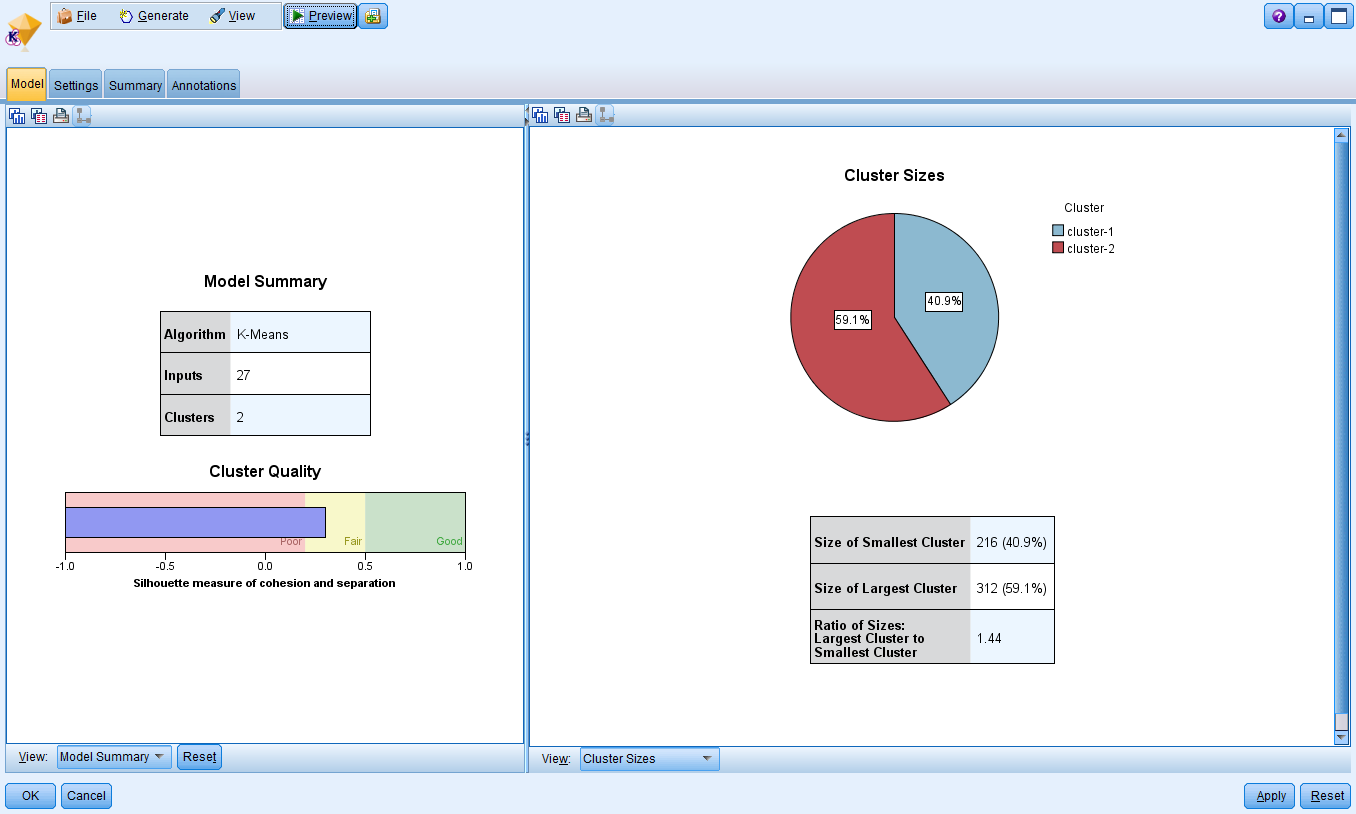 File Generate View Preview
K
Model Settings Summary Annotations
Model Summary
Algorithm K-Means
Inputs 27
Clusters 2
Cluster Quality
Poor Fair Good
-1.0 -0.5 0.0 0.5 1.0
Silhouette measure of cohesion and separation
View: Model Summary Reset
Cluster Sizes
Cluster
cluster-1
cluster-2
40.9%
59.1%
Size of Smallest Cluster 216 (40.9%)
Size of Largest Cluster 312 (59.1%)
Ratio of Sizes:
Largest Cluster to
Smallest Cluster
1.44
View: Cluster Sizes
OK Cancel Apply Reset